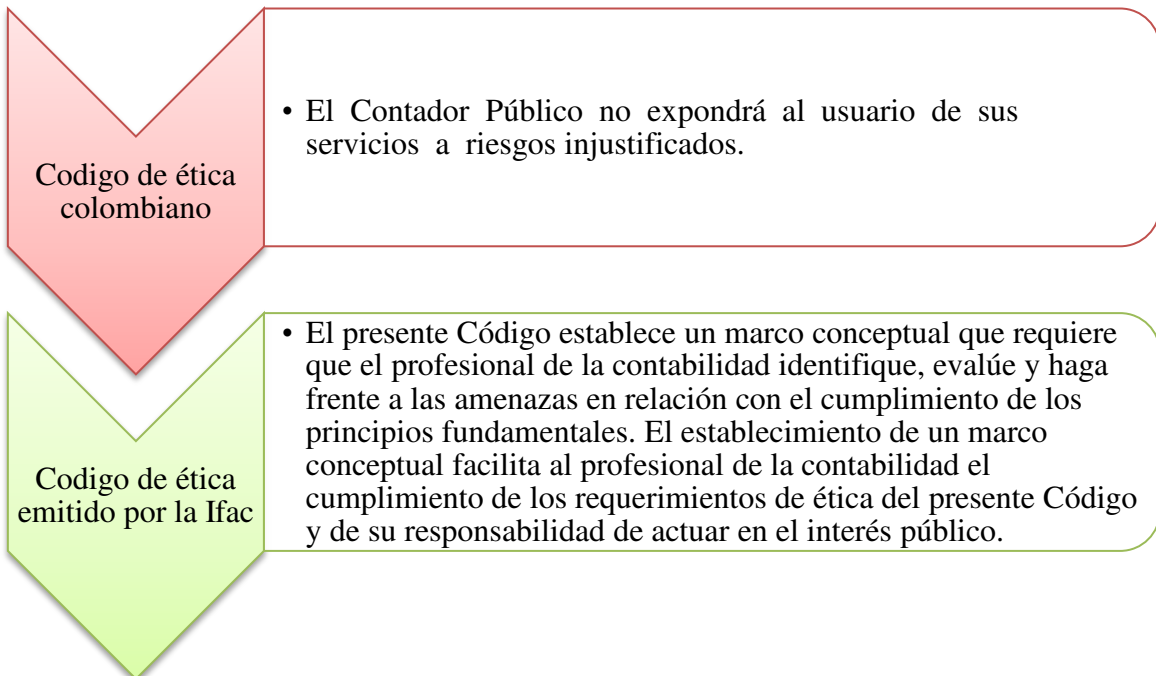 Codigo de ética
colombiano
• El Contador Público no expondrá al usuario de sus
servicios a riesgos injustificados.
Codigo de ética
emitido por la Ifac
• El presente Código establece un marco conceptual que requiere
que el profesional de la contabilidad identifique, evalúe y haga
frente a las amenazas en relación con el cumplimiento de los
principios fundamentales. El establecimiento de un marco
conceptual facilita al profesional de la contabilidad el
cumplimiento de los requerimientos de ética del presente Código
y de su responsabilidad de actuar en el interés público.